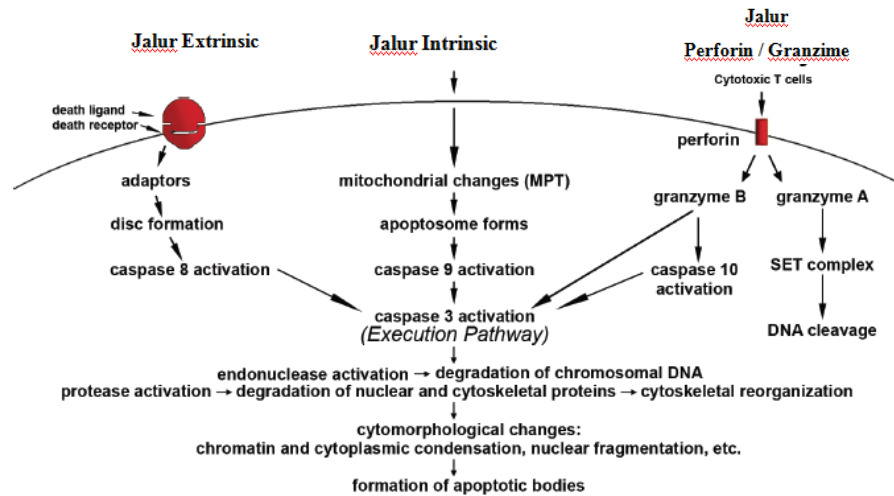 Jalur Extrinsic
Jalur Intrinsic
Jalur
Perforin / Granzime
Cytotoxic T cells
death ligand
death receptor
perforin
adaptors
mitochondrial changes (MPT)
granzyme B
granzyme A
disc formation
apoptosome forms
caspase 8 activation
caspase 9 activation
caspase 10
activation
SET complex
caspase 3 activation
(Execution Pathway)
DNA cleavage
endonuclease activation → degradation of chromosomal DNA
protease activation → degradation of nuclear and cytoskeletal proteins → cytoskeletal reorganization
cytomorphological changes:
chromatin and cytoplasmic condensation, nuclear fragmentation, etc.
formation of apoptotic bodies